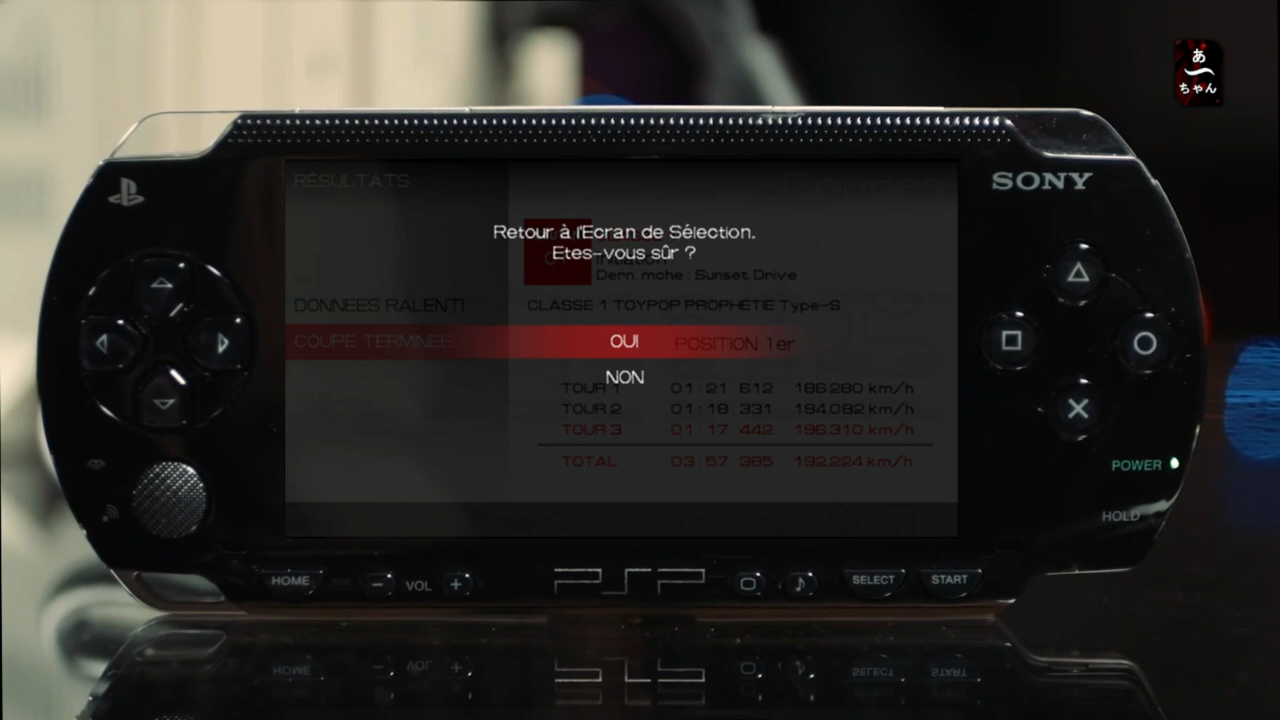 あ
ー
ちゃん
SONY
RÉSULTATS
Retour à l'Ecran de Sélection.
Etes-vous sûr ?
Dern. mche : Sunset Drive
DONNEES RALENTI
CLASSE 1 TOYPOP PROPHETIE Type-S
COUPE TERMINEE
OUI
POSITION 1er
NON
TOUR 1 01:21.612 186.280 km/h
TOUR 2 01:18.331 194.082 km/h
TOUR 3 01:17.442 196.310 km/h
TOTAL 03:57.385 192.224 km/h
POWER
HOLD
HOME
VOL
PSP
SELECT
START